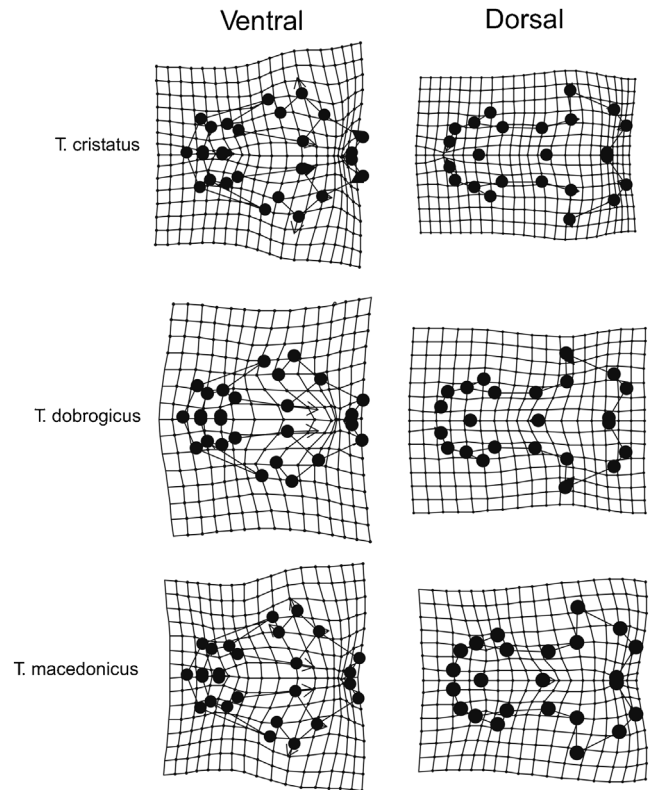 Ventral Dorsal
T. cristatus
T. dobrogicus
T. macedonicus